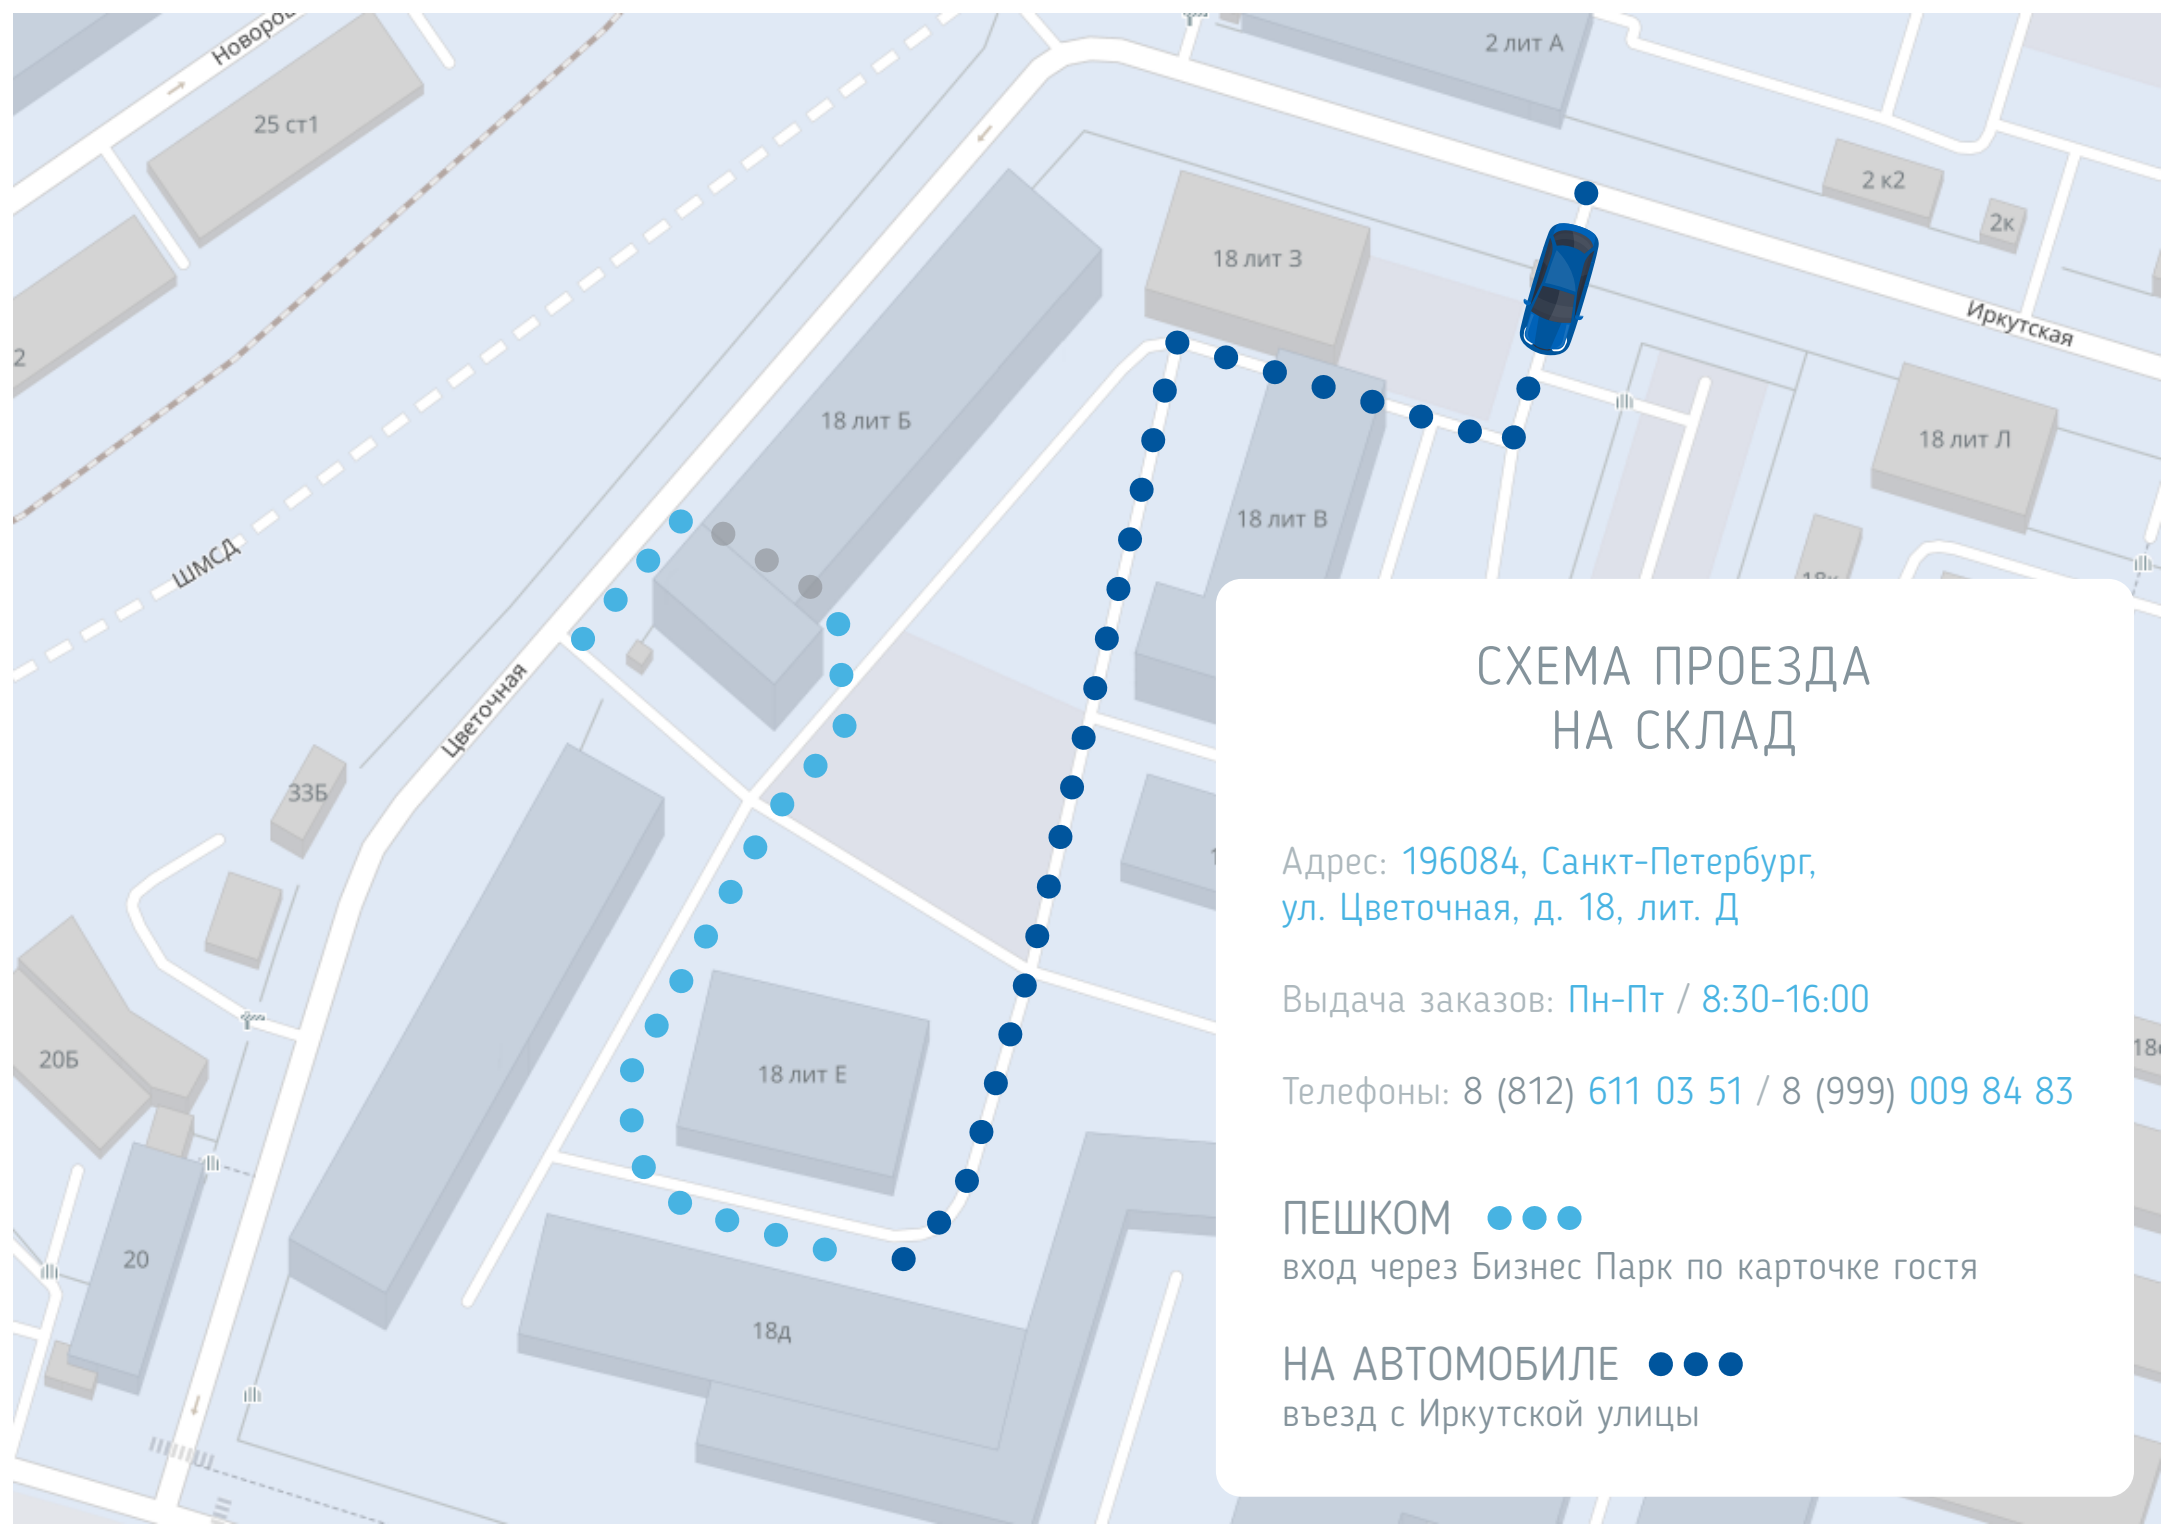 Новоров
2 лит А
25 ст1
2 к2
2к
18 лит З
Иркутская
2
18 лит Б
18 лит Л
18 лит В
ШМСД
Цветочная
33Б
20Б
18 лит Е
20
18д
СХЕМА ПРОЕЗДА
НА СКЛАД
Адрес: 196084, Санкт-Петербург,
ул. Цветочная, д. 18, лит. Д
Выдача заказов: Пн-Пт / 8:30-16:00
Телефоны: 8 (812) 611 03 51 / 8 (999) 009 84 83
ПЕШКОМ
вход через Бизнес Парк по карточке гостя
НА АВТОМОБИЛЕ
въезд с Иркутской улицы